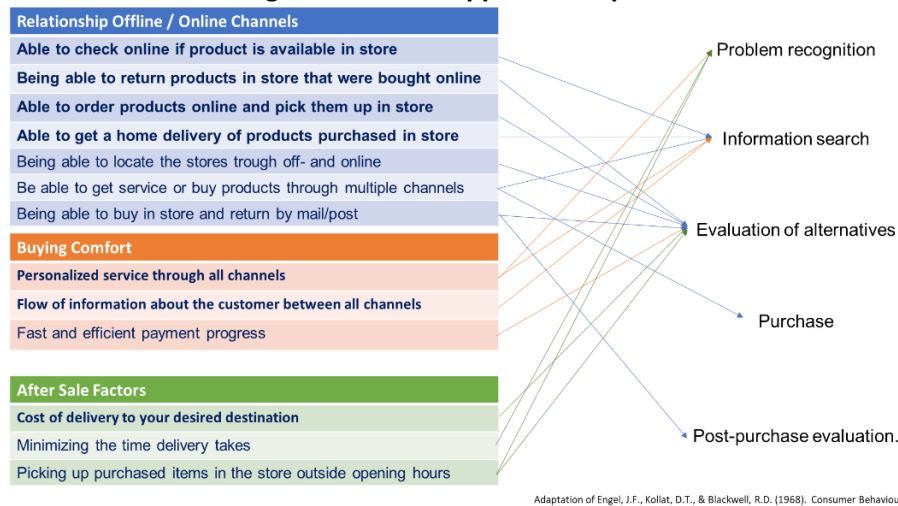 Relationship Offline / Online Channels
Able to check online if product is available in store
Being able to return products in store that were bought online
Able to order products online and pick them up in store
Able to get a home delivery of products purchased in store
Being able to locate the stores trough off- and online
Be able to get service or buy products through multiple channels
Being able to buy in store and return by mail/post
Buying Comfort
Personalized service through all channels
Flow of information about the customer between all channels
Fast and efficient payment progress
After Sale Factors
Cost of delivery to your desired destination
Minimizing the time delivery takes
Picking up purchased items in the store outside opening hours
Problem recognition
Information search
Evaluation of alternatives
Purchase
Post-purchase evaluation.
Adaptation of Engel, J.F., Kollat, D.T., & Blackwell, R.D. (1968). Consumer Behaviou